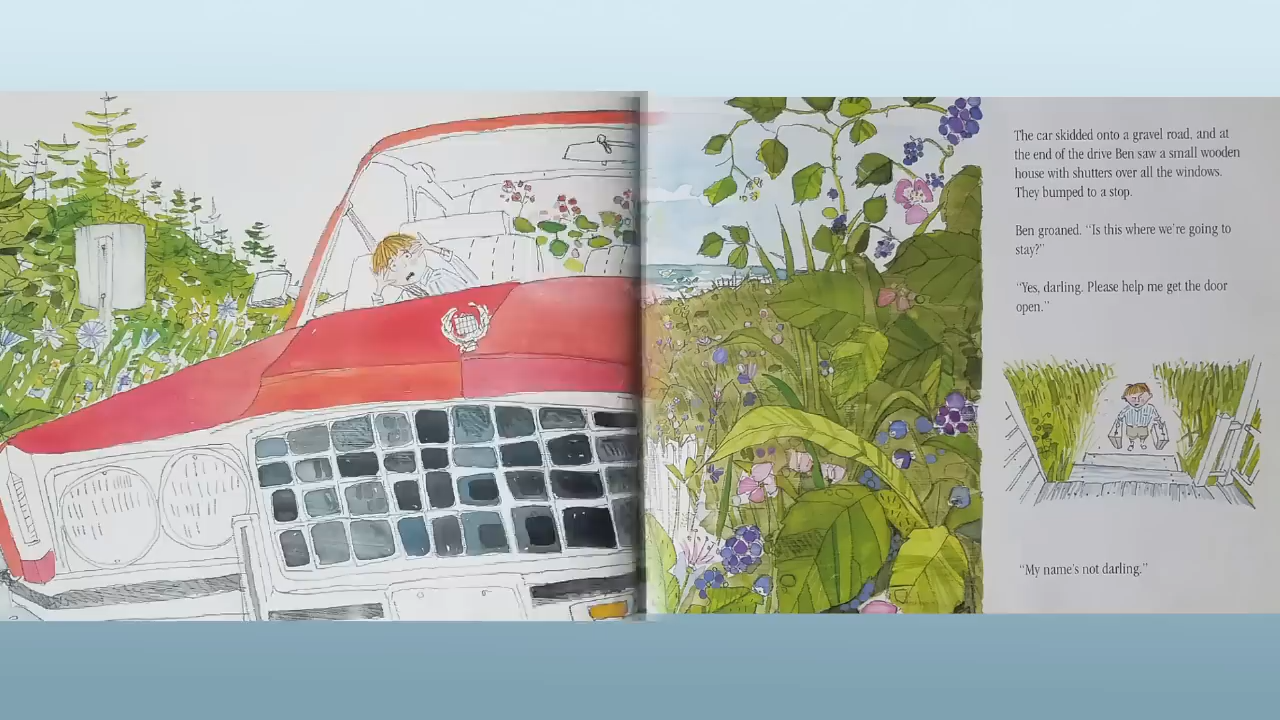 The car skidded onto a gravel road, and at
the end of the drive Ben saw a small wooden
house with shutters over all the windows.
They bumped to a stop.
Ben groaned. “Is this where we’re going to
stay?”
“Yes, darling. Please help me get the door
open.”
“My name’s not darling.”